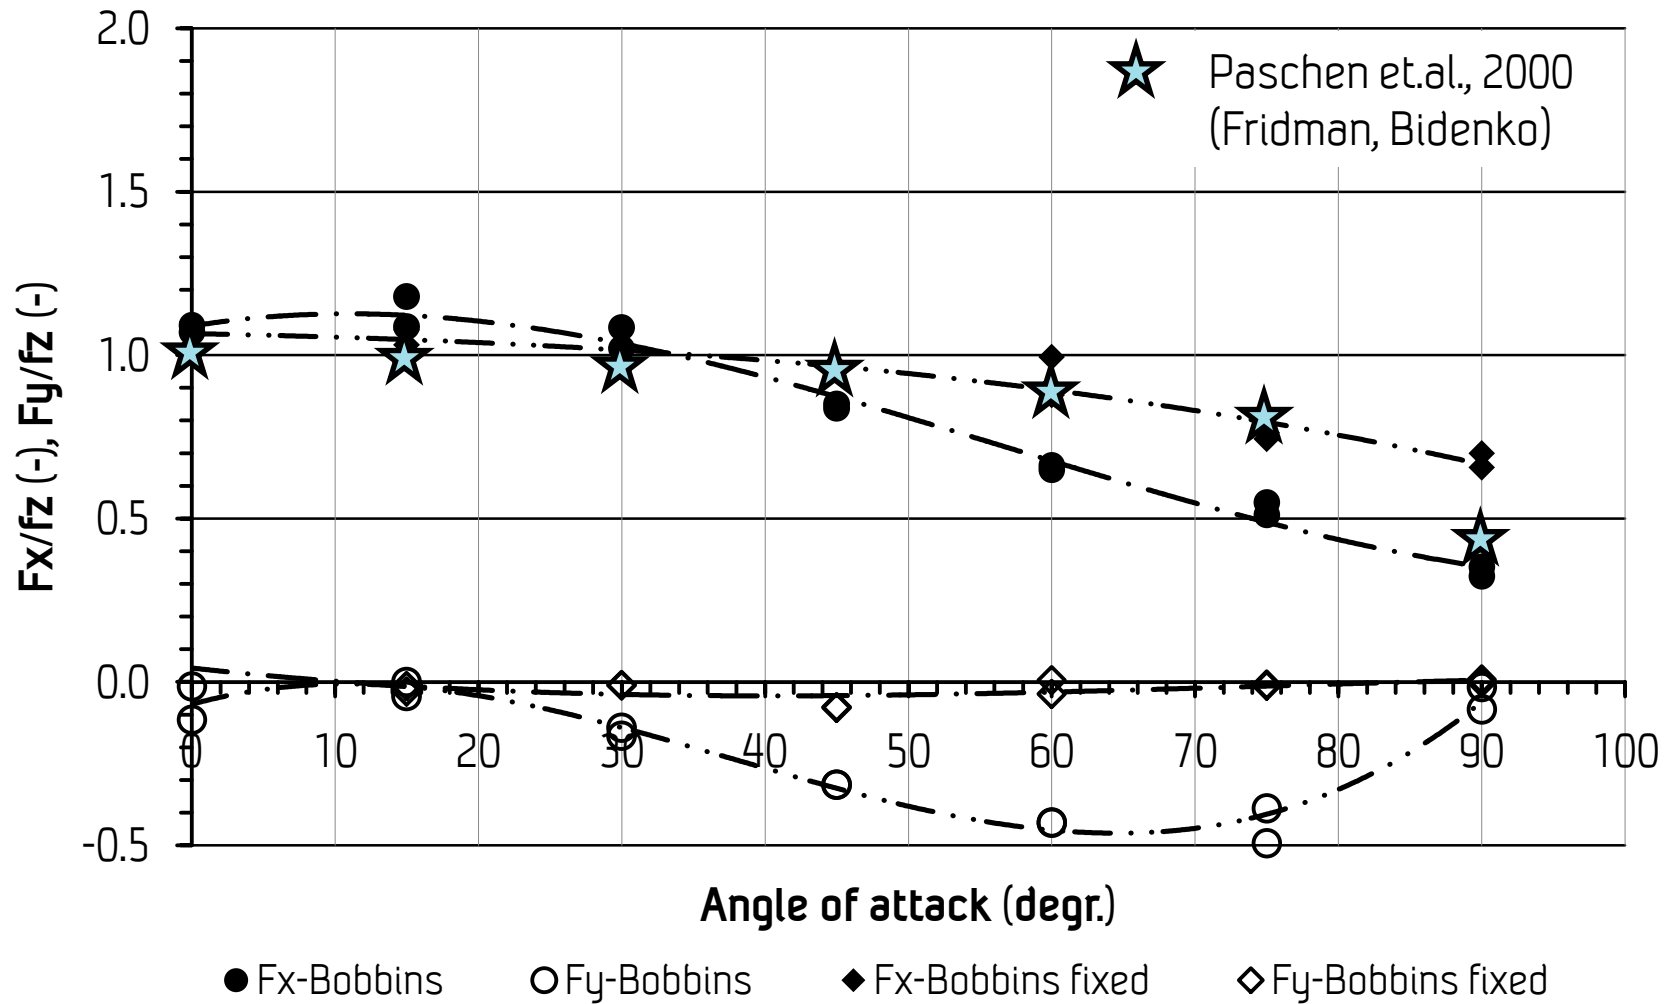 2.0
Paschen et.al., 2000
(Fridman, Bidenko)
1.5
1.0
0.5
0.0
0 10 20 30 40 50 60 70 80 90 100
-0.5
Fx/fz (-), Fy/fz (-)
Angle of attack (degr.)
Fx-Bobbins Fy-Bobbins Fx-Bobbins fixed Fy-Bobbins fixed